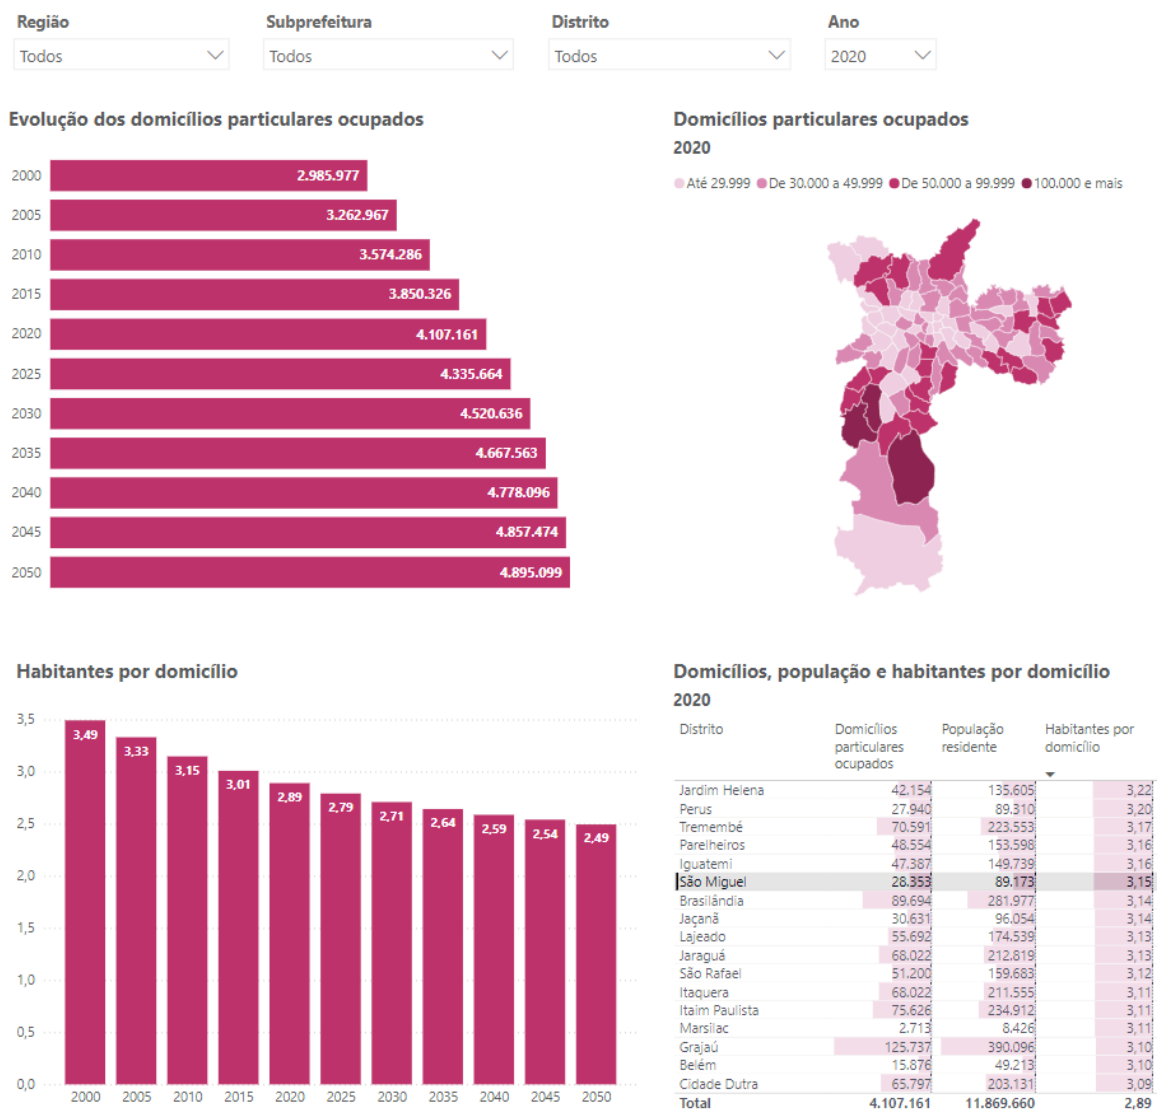 Região Subprefeitura Distrito Ano
Todos Todos Todos 2020
Evolução dos domicílios particulares ocupados
2000 2.985.977
2005 3.262.967
2010 3.574.286
2015 3.850.326
2020 4.107.161
2025 4.335.664
2030 4.520.636
2035 4.667.563
2040 4.778.096
2045 4.857.474
2050 4.895.099
Domicílios particulares ocupados
2020
Até 29.999 De 30.000 a 49.999 De 50.000 a 99.999 100.000 e mais
Habitantes por domicílio
3,5
3,0
2,5
2,0
1,5
1,0
0,5
0,0
3,49 3,33 3,15 3,01 2,89 2,79 2,71 2,64 2,59 2,54 2,49
2000 2005 2010 2015 2020 2025 2030 2035 2040 2045 2050
Domicílios, população e habitantes por domicílio
2020
Distrito Domicílios População Habitantes por
particulares residente domicílio
ocupados
Jardim Helena 42.154 135.605 3,22
Perus 27.940 89.310 3,20
Tremembé 70.591 223.553 3,17
Parelheiros 48.554 153.598 3,16
Iguatemi 47.387 149.739 3,16
São Miguel 28.353 89.173 3,15
Brasilândia 89.694 281.977 3,14
Jaçanã 30.631 96.054 3,14
Lajeado 55.692 174.539 3,13
Jaraguá 68.022 212.819 3,13
São Rafael 51.200 159.683 3,12
Itaquera 68.022 211.555 3,11
Itaim Paulista 75.626 234.912 3,11
Marsilac 2.713 8.426 3,11
Grajaú 125.737 390.096 3,10
Belém 15.876 49.213 3,10
Cidade Dutra 65.797 203.131 3,09
Total 4.107.161 11.869.660 2,89